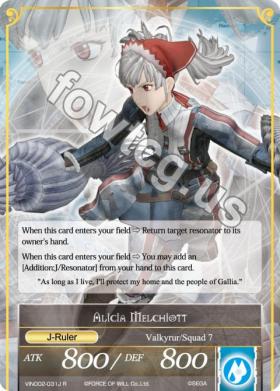 fowtcg.us
When this card enters your field ⇨ Return target resonator to its
owner's hand.
When this card enters your field ⇨ You may add an
[Addition:J/Resonator] from your hand to this card.
"As long as I live, I'll protect my home and the people of Gallia."
Alicia Melchiott
J-Ruler
Valkyrur/Squad 7
ATK 800/ DEF 800
VIN002-031J R
©FORCE OF WILL Co.,Ltd.
©SEGA